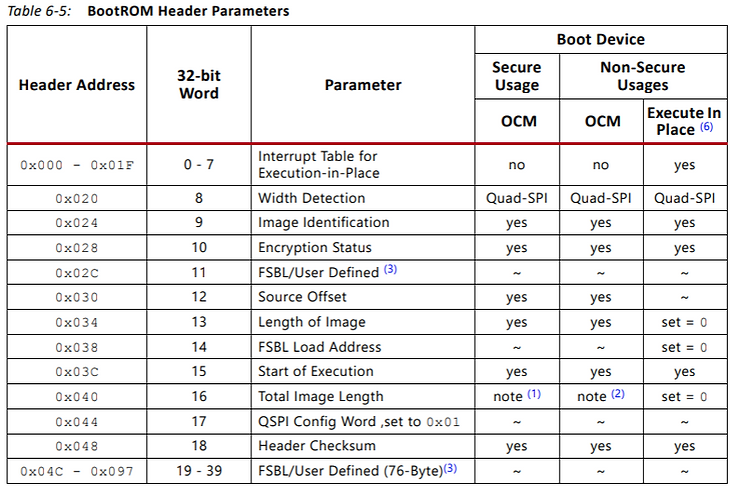 Table 6-5: BootROM Header Parameters
Boot Device
Header Address
32-bit
Word
Parameter
Secure
Usage
Non-Secure
Usages
OCM
OCM
Execute In
Place (6)
0x000 - 0x01F 0 - 7 Interrupt Table for
Execution-in-Place no no yes
0x020 8 Width Detection Quad-SPI Quad-SPI Quad-SPI
0x024 9 Image Identification yes yes yes
0x028 10 Encryption Status yes yes yes
0x02C 11 FSBL/User Defined (3) ~ ~ ~
0x030 12 Source Offset yes yes ~
0x034 13 Length of Image yes yes set = 0
0x038 14 FSBL Load Address ~ ~ set = 0
0x03C 15 Start of Execution yes yes yes
0x040 16 Total Image Length note (1) note (2) set = 0
0x044 17 QSPI Config Word ,set to 0x01 ~ ~ ~
0x048 18 Header Checksum yes yes yes
0x04C - 0x097 19 - 39 FSBL/User Defined (76-Byte)(3) ~ ~ ~